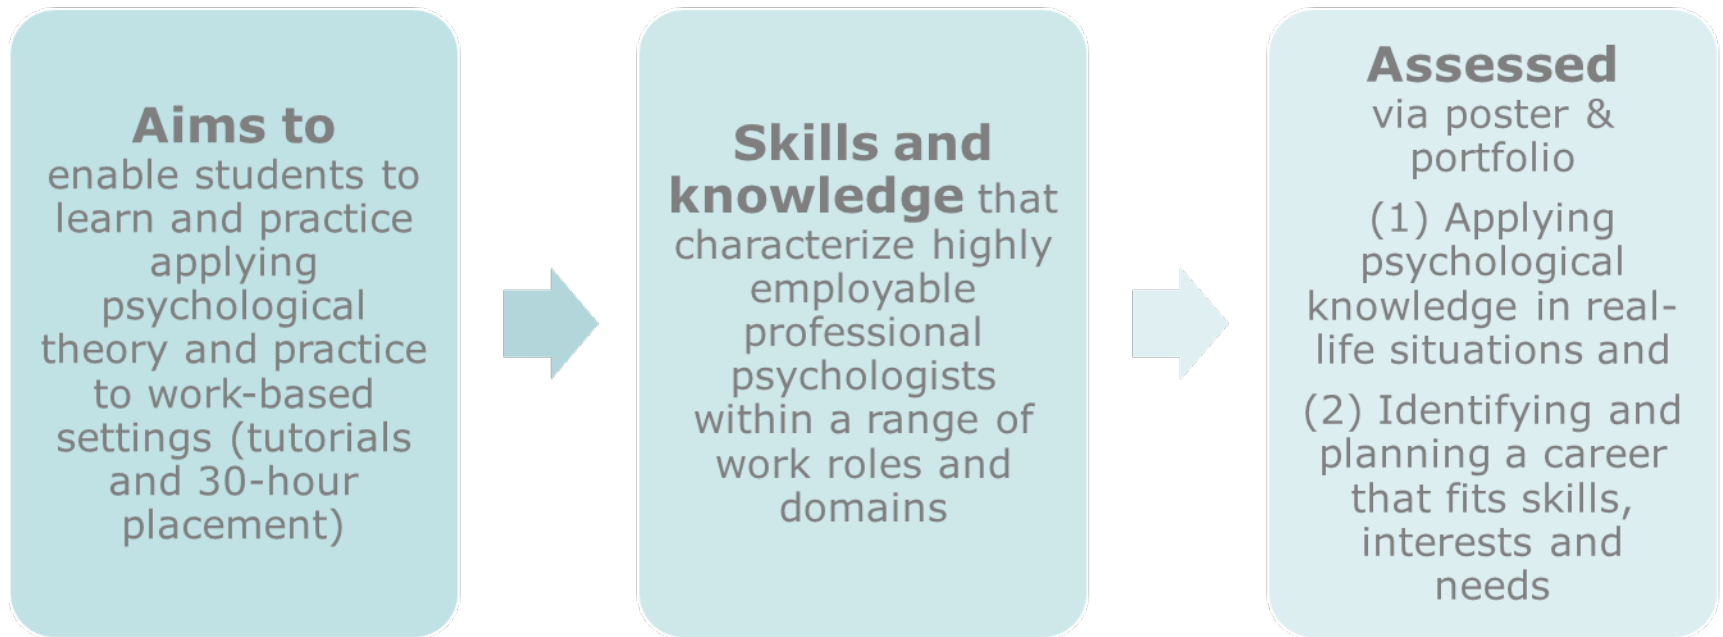 Aims to
enable students to
learn and practice
applying
psychological
theory and practice
to work-based
settings (tutorials
and 30-hour
placement)
Skills and
knowledge that
characterize highly
employable
professional
psychologists
within a range of
work roles and
domains
Assessed
via poster &
portfolio
(1) Applying
psychological
knowledge in real-
life situations and
(2) Identifying and
planning a career
that fits skills,
interests and
needs